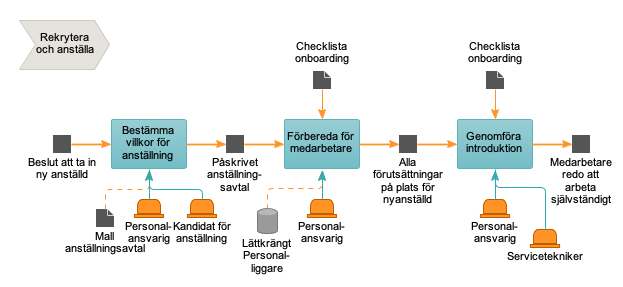 Rekrytera
och anställa
Checklista
onboarding
Checklista
onboarding
Bestämma
villkor för
anställning
Förbereda för
medarbetare
Genomföra
introduktion
Beslut att ta in
ny anställd
Påskrivet
anställnings-
avtal
Alla
förutsättningar
på plats för
nyanställd
Medarbetare
redo att
arbeta
självständigt
Mall
anställningsavtal
Personal-
ansvarig
Kandidat för
anställning
Lättkrängt
Personal-
liggare
Personal-
ansvarig
Personal-
ansvarig
Servicetekniker